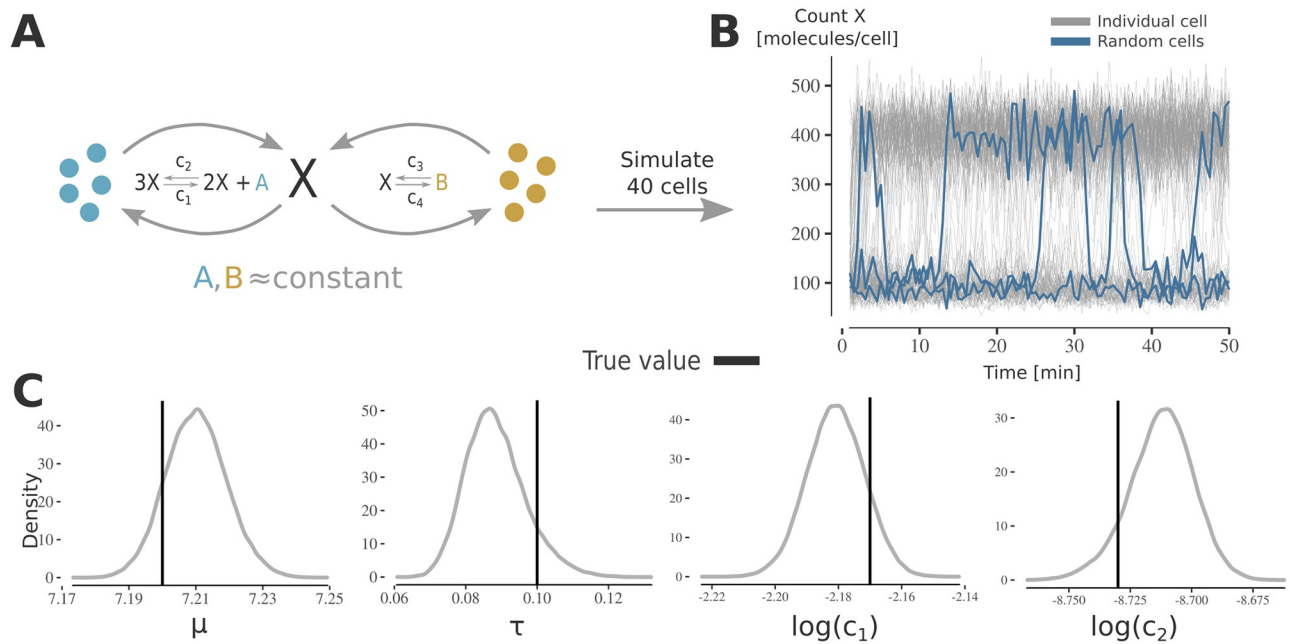 A
B
Count X
[molecules/cell]
Individual cell
Random cells
500
400
300
200
100
0
10
20
30
40
50
Time [min]
3X
c2
c1
2X + A
X
X
c3
c4
B
A, B ≈constant
Simulate
40 cells
True value
C
Density
40
30
20
10
0
7.17
7.19
7.21
7.23
7.25
μ
50
40
30
20
10
0
0.06
0.08
0.10
0.12
τ
40
30
20
10
0
-2.22
-2.20
-2.18
-2.16
-2.14
log(c1)
30
20
10
0
-8.750
-8.725
-8.700
-8.675
log(c2)